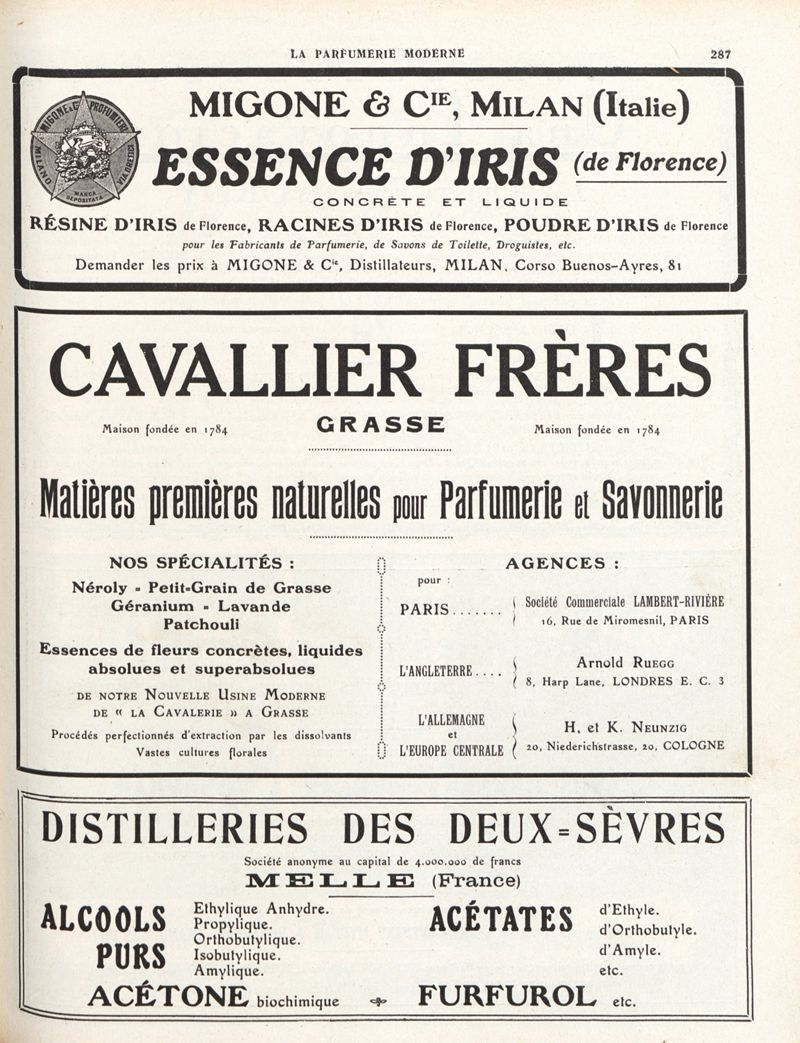 LA PARFUMERIE MODERNE 287
MIGONE & CIE, MILAN (Italie)
MIGONE & C. PROFUMIERI
MILANO
VIA OREFICI
MARCA
DEPOSITATA
ESSENCE D'IRIS (de Florence)
CONCRÈTE ET LIQUIDE
RÉSINE D'IRIS de Florence, RACINES D'IRIS de Florence, POUDRE D'IRIS de Florence
pour les Fabricants de Parfumerie, de Savons de Toilette, Droguistes, etc.
Demander les prix à MIGONE & Cie, Distillateurs, MILAN, Corso Buenos-Ayres, 81
CAVALLIER FRÈRES
Maison fondée en 1784 GRASSE Maison fondée en 1784
Matières premières naturelles pour Parfumerie et Savonnerie
NOS SPÉCIALITÉS :
Néroly - Petit-Grain de Grasse
Géranium - Lavande
Patchouli
Essences de fleurs concrètes, liquides
absolues et superabsolues
DE NOTRE NOUVELLE USINE MODERNE
DE “ LA CAVALERIE ” A GRASSE
Procédés perfectionnés d'extraction par les dissolvants
Vastes cultures florales
AGENCES :
pour :
PARIS....... Société Commerciale LAMBERT-RIVIÈRE
16, Rue de Miromesnil, PARIS
L'ANGLETERRE.... Arnold RUEGG
8, Harp Lane, LONDRES E. C. 3
L'ALLEMAGNE
et
L'EUROPE CENTRALE
H. et K. NEUNZIG
20, Niederichstrasse, 20, COLOGNE
DISTILLERIES DES DEUX-SÈVRES
Société anonyme au capital de 4.000.000 de francs
MELLE (France)
ALCOOLS PURS
Ethylique Anhydre.
Propylique.
Orthobutylique.
Isobutylique.
Amylique.
ACÉTATES
d'Ethyle.
d'Orthobutyle.
d'Amyle.
etc.
ACÉTONE biochimique FURFUROL etc.